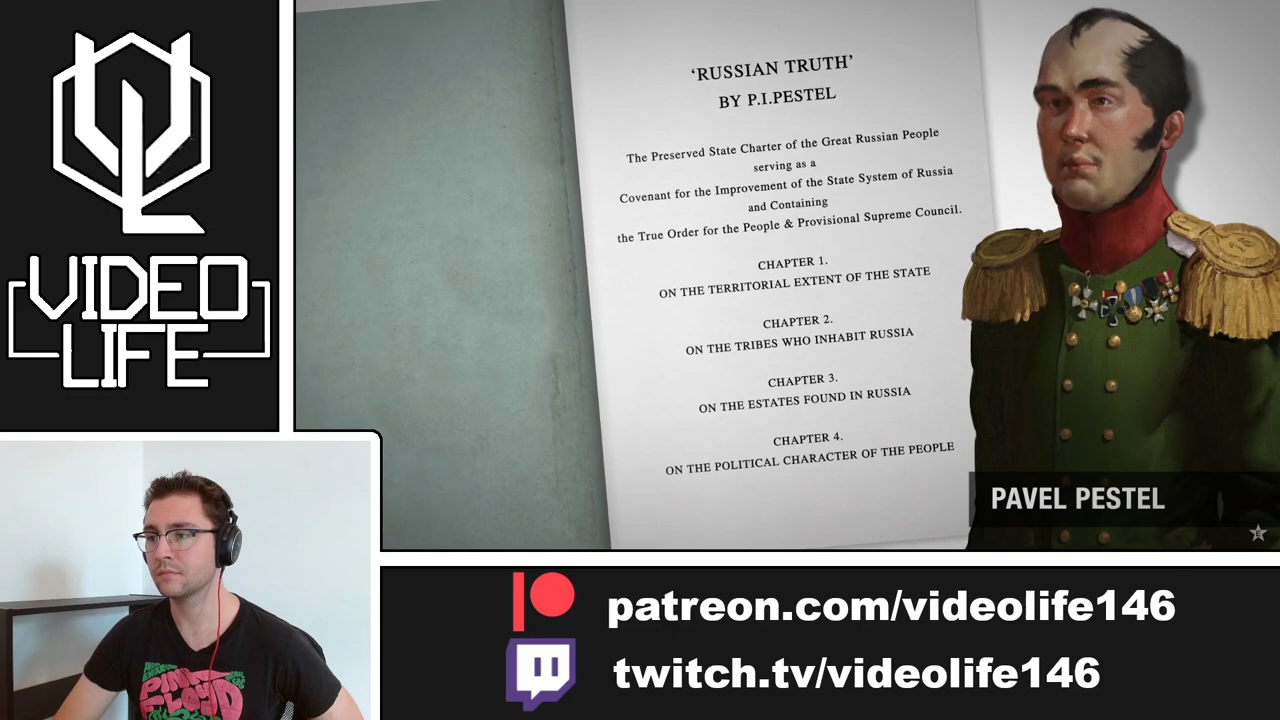 VIDEO
LIFE
'RUSSIAN TRUTH'
BY P.I.PESTEL
The Preserved State Charter of the Great Russian People
serving as a
Covenant for the Improvement of the State System of Russia
and Containing
the True Order for the People & Provisional Supreme Council.
CHAPTER 1.
ON THE TERRITORIAL EXTENT OF THE STATE
CHAPTER 2.
ON THE TRIBES WHO INHABIT RUSSIA
CHAPTER 3.
ON THE ESTATES FOUND IN RUSSIA
CHAPTER 4.
ON THE POLITICAL CHARACTER OF THE PEOPLE
PAVEL PESTEL
PINK
FLOYD
patreon.com/videolife146
twitch.tv/videolife146